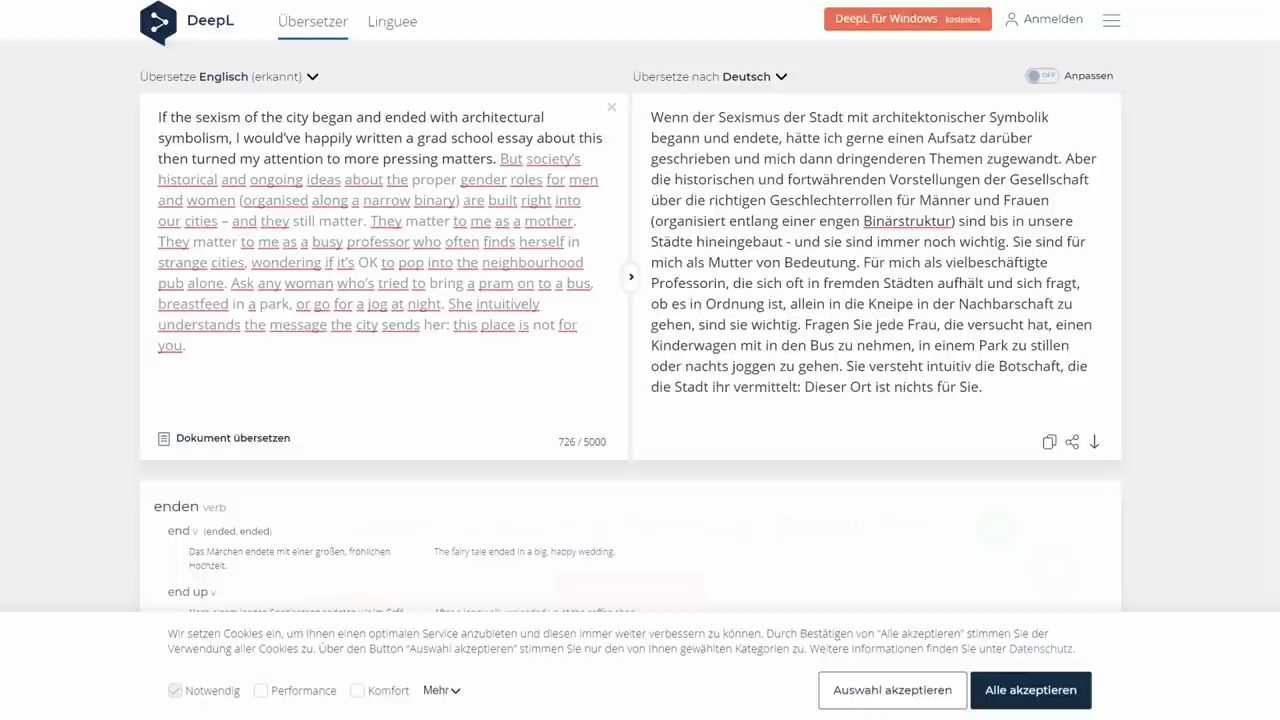 DeepL
Übersetzer
Linguee
DeepL für Windows kostenlos
Anmelden
Übersetze Englisch (erkannt)
Übersetze nach Deutsch
OFF
Anpassen
If the sexism of the city began and ended with architectural
symbolism, I would’ve happily written a grad school essay about this
then turned my attention to more pressing matters. But society’s
historical and ongoing ideas about the proper gender roles for men
and women (organised along a narrow binary) are built right into
our cities – and they still matter. They matter to me as a mother.
They matter to me as a busy professor who often finds herself in
strange cities, wondering if it’s OK to pop into the neighbourhood
pub alone. Ask any woman who’s tried to bring a pram on to a bus,
breastfeed in a park, or go for a jog at night. She intuitively
understands the message the city sends her: this place is not for
you.
Dokument übersetzen
726 / 5000
Wenn der Sexismus der Stadt mit architektonischer Symbolik
begann und endete, hätte ich gerne einen Aufsatz darüber
geschrieben und mich dann dringenderen Themen zugewandt. Aber
die historischen und fortwährenden Vorstellungen der Gesellschaft
über die richtigen Geschlechterrollen für Männer und Frauen
(organisiert entlang einer engen Binärstruktur) sind bis in unsere
Städte hineingebaut - und sie sind immer noch wichtig. Sie sind für
mich als Mutter von Bedeutung. Für mich als vielbeschäftigte
Professorin, die sich oft in fremden Städten aufhält und sich fragt,
ob es in Ordnung ist, allein in die Kneipe in der Nachbarschaft zu
gehen, sind sie wichtig. Fragen Sie jede Frau, die versucht hat, einen
Kinderwagen mit in den Bus zu nehmen, in einem Park zu stillen
oder nachts joggen zu gehen. Sie versteht intuitiv die Botschaft, die
die Stadt ihr vermittelt: Dieser Ort ist nichts für Sie.
enden verb
end v (ended, ended)
Das Märchen endete mit einer großen, fröhlichen
Hochzeit.
The fairy tale ended in a big, happy wedding.
end up v
Wir setzen Cookies ein, um Ihnen einen optimalen Service anzubieten und diesen immer weiter verbessern zu können. Durch Bestätigen von “Alle akzeptieren” stimmen Sie der
Verwendung aller Cookies zu. Über den Button “Auswahl akzeptieren” stimmen Sie nur den von Ihnen gewählten Kategorien zu. Weitere Informationen finden Sie unter Datenschutz.
Notwendig
Performance
Komfort
Mehr
Auswahl akzeptieren
Alle akzeptieren